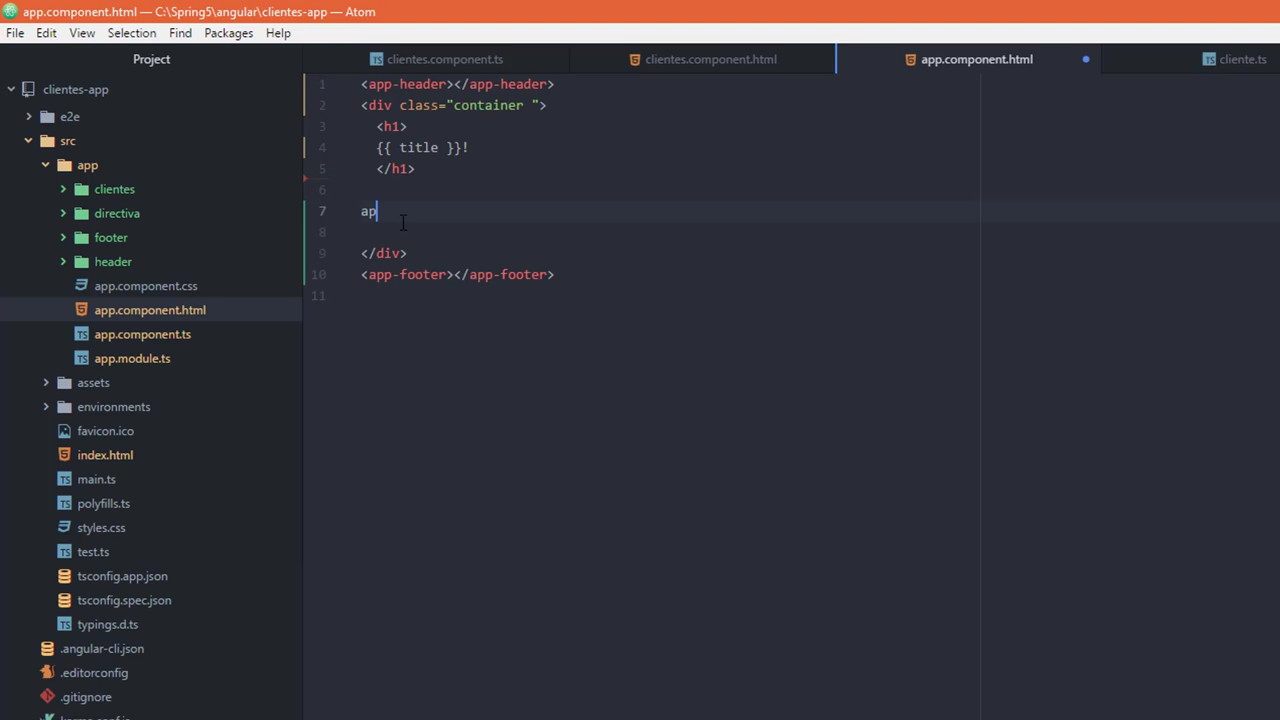 app.component.html — C:\Spring5\angular\clientes-app — Atom
File Edit View Selection Find Packages Help
Project
clientes.component.ts
clientes.component.html
app.component.html
cliente.ts
clientes-app
e2e
src
app
clientes
directiva
footer
header
app.component.css
app.component.html
app.component.ts
app.module.ts
assets
environments
favicon.ico
index.html
main.ts
polyfills.ts
styles.css
test.ts
tsconfig.app.json
tsconfig.spec.json
typings.d.ts
.angular-cli.json
.editorconfig
.gitignore
1 <app-header></app-header>
2 <div class="container ">
3 <h1>
4 {{ title }}!
5 </h1>
6
7 ap
8
9 </div>
10 <app-footer></app-footer>
11